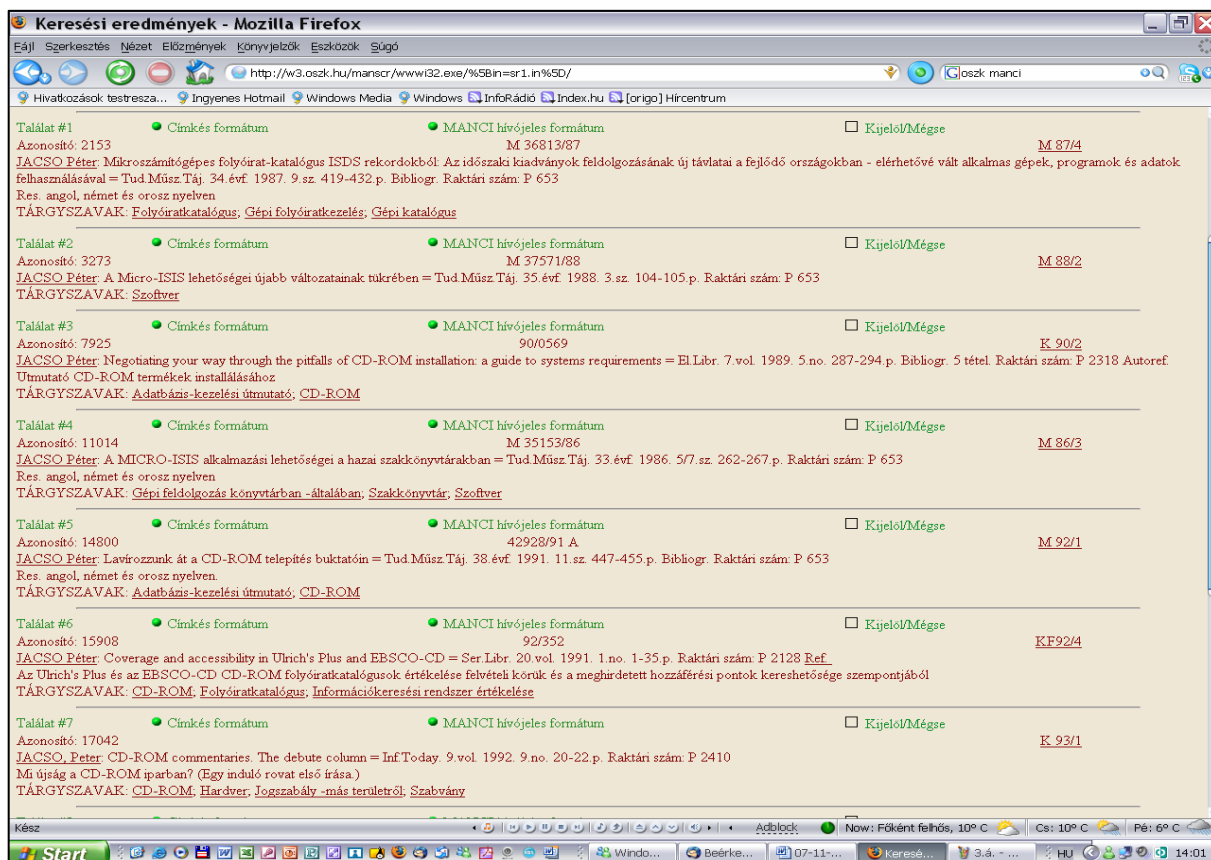 Keresési eredmények - Mozilla Firefox
Fájl Szerkesztés Nézet Előzmények Könyvjelzők Eszközök Súgó
http://w3.oszk.hu/manscr/wwwi32.exe/%5Bin=sr1.in%5D/ oszk manci
Hivatkozások testresza... Ingyenes Hotmail Windows Media Windows InfoRádió Index.hu [origo] Hírcentrum
Találat #1 Címkés formátum MANCI hívójeles formátum Kijelöl/Mégse
Azonosító: 2153 M 36813/87 M 87/4
JACSO Péter: Mikroszámítógépes folyóirat-katalógus ISDS rekordokból: Az időszaki kiadványok feldolgozásának új távlatai a fejlődő országokban - elérhetővé vált alkalmas gépek, programok és adatok
felhasználásával = Tud.Műsz.Táj. 34.évf. 1987. 9.sz. 419-432.p. Bibliogr. Raktári szám: P 653
Res. angol, német és orosz nyelven
TÁRGYSZAVAK: Folyóiratkatalógus; Gépi folyóiratkezelés; Gépi katalógus
Találat #2 Címkés formátum MANCI hívójeles formátum Kijelöl/Mégse
Azonosító: 3273 M 37571/88 M 88/2
JACSO Péter: A Micro-ISIS lehetőségei újabb változatainak tükrében = Tud.Műsz.Táj. 35.évf. 1988. 3.sz. 104-105.p. Raktári szám: P 653
TÁRGYSZAVAK: Szoftver
Találat #3 Címkés formátum MANCI hívójeles formátum Kijelöl/Mégse
Azonosító: 7925 90/0569 K 90/2
JACSO Péter: Negotiating your way through the pitfalls of CD-ROM installation: a guide to systems requirements = El.Libr. 7.vol. 1989. 5.no. 287-294.p. Bibliogr. 5 tétel. Raktári szám: P 2318 Autoref.
Utmutató CD-ROM termékek installálásához
TÁRGYSZAVAK: Adatbázis-kezelési útmutató; CD-ROM
Találat #4 Címkés formátum MANCI hívójeles formátum Kijelöl/Mégse
Azonosító: 11014 M 35153/86 M 86/3
JACSO Péter: A MICRO-ISIS alkalmazási lehetőségei a hazai szakkönyvtárakban = Tud.Műsz.Táj. 33.évf. 1986. 5/7.sz. 262-267.p. Raktári szám: P 653
Res. angol, német és orosz nyelven
TÁRGYSZAVAK: Gépi feldolgozás könyvtárban -általában; Szakkönyvtár; Szoftver
Találat #5 Címkés formátum MANCI hívójeles formátum Kijelöl/Mégse
Azonosító: 14800 42928/91 A M 92/1
JACSO Péter: Lavírozzunk át a CD-ROM telepítés buktatóin = Tud.Műsz.Táj. 38.évf. 1991. 11.sz. 447-455.p. Bibliogr. Raktári szám: P 653
Res. angol, német és orosz nyelven.
TÁRGYSZAVAK: Adatbázis-kezelési útmutató; CD-ROM
Találat #6 Címkés formátum MANCI hívójeles formátum Kijelöl/Mégse
Azonosító: 15908 92/352 KF92/4
JACSO Péter: Coverage and accessibility in Ulrich's Plus and EBSCO-CD = Ser.Libr. 20.vol. 1991. 1.no. 1-35.p. Raktári szám: P 2128 Ref.
Az Ulrich's Plus és az EBSCO-CD CD-ROM folyóiratkatalógusok értékelése felvételi körük és a meghirdetett hozzáférési pontok kereshetősége szempontjából
TÁRGYSZAVAK: CD-ROM; Folyóiratkatalógus; Információkeresési rendszer értékelése
Találat #7 Címkés formátum MANCI hívójeles formátum Kijelöl/Mégse
Azonosító: 17042 K 93/1
JACSO, Peter: CD-ROM commentaries. The debute column = Inf.Today. 9.vol. 1992. 9.no. 20-22.p. Raktári szám: P 2410
Mi újság a CD-ROM iparban? (Egy induló rovat első írása.)
TÁRGYSZAVAK: CD-ROM; Hardver; Jogszabály -más területről; Szabvány
Kész Adblock Now: Főként felhős, 10° C Cs: 10° C Pé: 6° C
Start Windo... Beérke... 07-11-... Keresé... 3.á. - ... HU 14:01